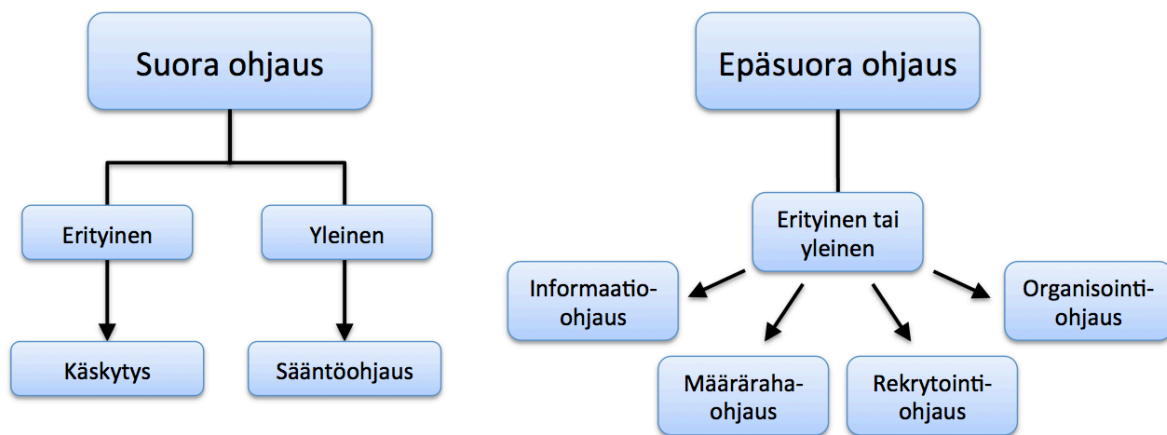 Suora ohjaus
Epäsuora ohjaus
Erityinen
Yleinen
Erityinen tai
yleinen
Informaatio-
ohjaus
Organisointi-
ohjaus
Käskytys
Sääntöohjaus
Määräraha-
ohjaus
Rekrytointi-
ohjaus